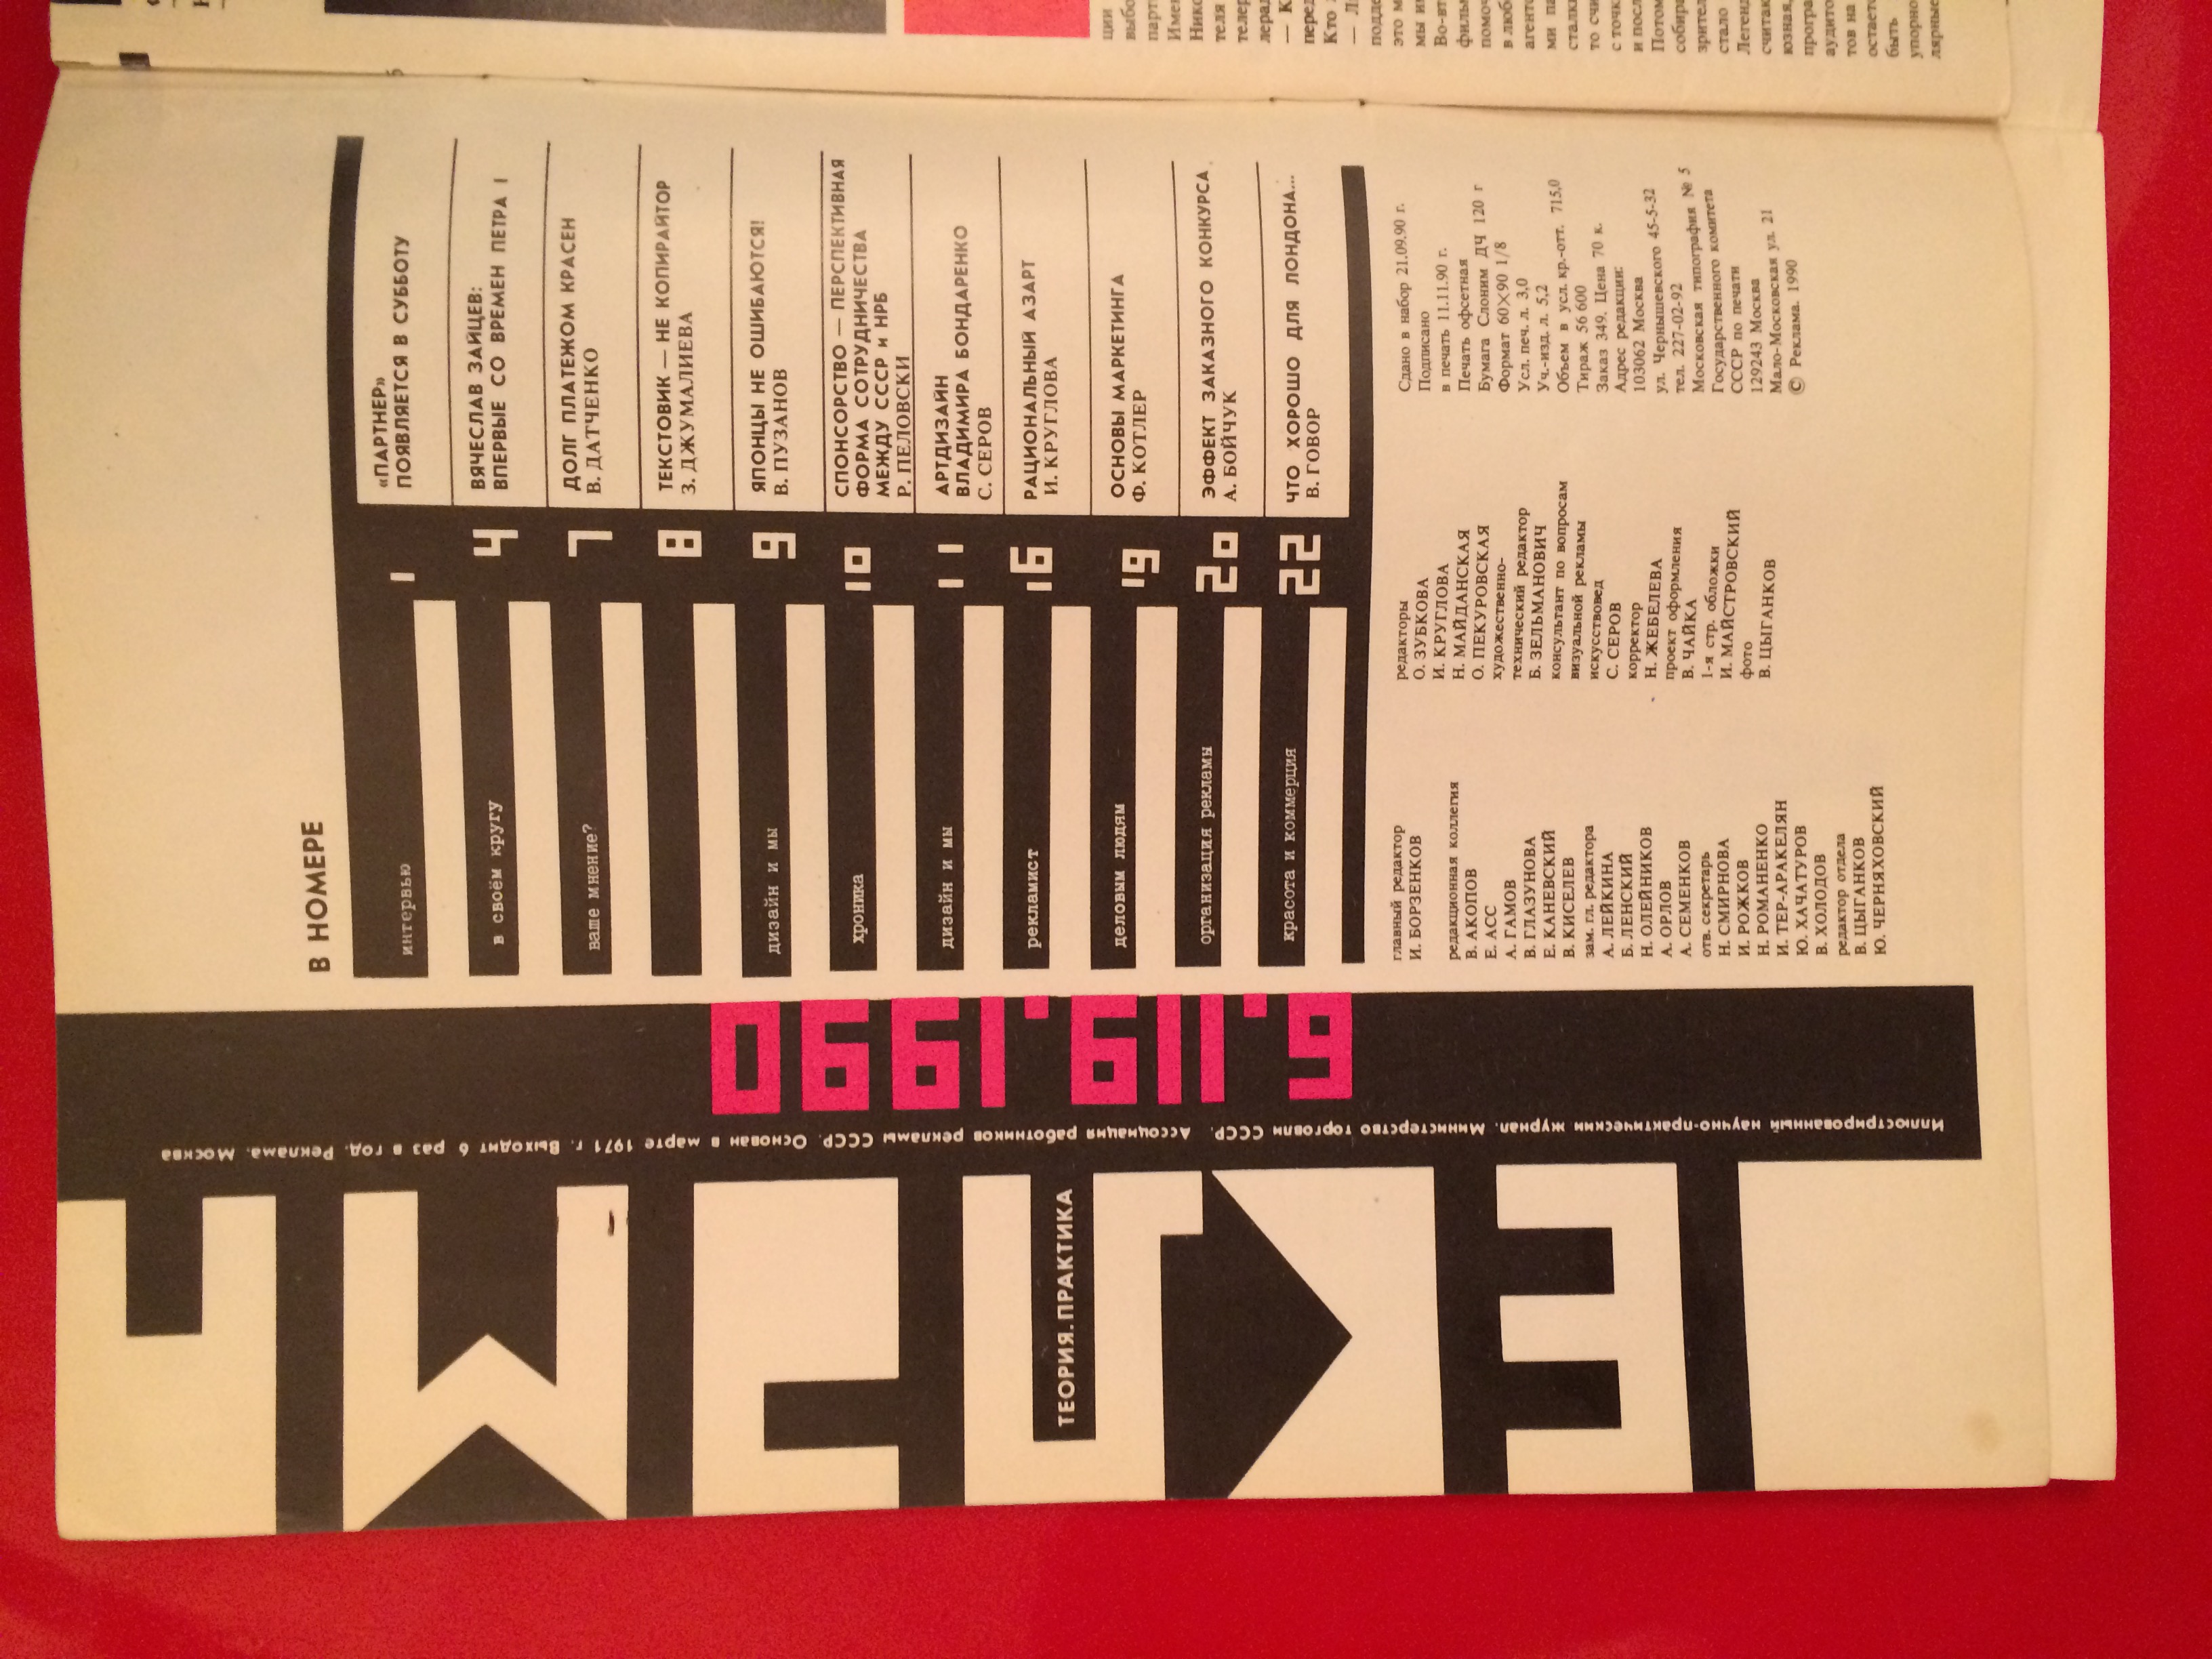 РЕКЛАМА
ТЕОРИЯ.ПРАКТИКА
Иллюстрированный научно-практический журнал. Министерство торговли СССР. Ассоциация работников рекламы СССР. Основан в марте 1971 г. Выходит 6 раз в год. Реклама. Москва
6.119.1990
В НОМЕРЕ
интервью
1
«ПАРТНЕР»
ПОЯВЛЯЕТСЯ В СУББОТУ
в своём кругу
4
ВЯЧЕСЛАВ ЗАЙЦЕВ:
ВПЕРВЫЕ СО ВРЕМЕН ПЕТРА I
ваше мнение?
7
ДОЛГ ПЛАТЕЖОМ КРАСЕН
В. ДАТЧЕНКО
8
ТЕКСТОВИК — НЕ КОПИРАЙТОР
З. ДЖУМАЛИЕВА
дизайн и мы
9
ЯПОНЦЫ НЕ ОШИБАЮТСЯ!
В. ПУЗАНОВ
хроника
10
СПОНСОРСТВО — ПЕРСПЕКТИВНАЯ
ФОРМА СОТРУДНИЧЕСТВА
МЕЖДУ СССР и НРБ
Р. ПЕЛОВСКИ
дизайн и мы
11
АРТДИЗАЙН
ВЛАДИМИРА БОНДАРЕНКО
С. СЕРОВ
рекламист
16
РАЦИОНАЛЬНЫЙ АЗАРТ
И. КРУГЛОВА
деловым людям
19
ОСНОВЫ МАРКЕТИНГА
Ф. КОТЛЕР
организация рекламы
20
ЭФФЕКТ ЗАКАЗНОГО КОНКУРСА
А. БОЙЧУК
красота и коммерция
22
ЧТО ХОРОШО ДЛЯ ЛОНДОНА...
В. ГОВОР
главный редактор
И. БОРЗЕНКОВ
редакционная коллегия
В. АКОПОВ
Е. АСС
А. ГАМОВ
В. ГЛАЗУНОВА
Е. КАНЕВСКИЙ
В. КИСЕЛЕВ
зам. гл. редактора
А. ЛЕЙКИНА
Б. ЛЕНСКИЙ
Н. ОЛЕЙНИКОВ
А. ОРЛОВ
А. СЕМЕНКОВ
отв. секретарь
Н. СМИРНОВА
И. РОЖКОВ
Н. РОМАНЕНКО
И. ТЕР-АРАКЕЛЯН
Ю. ХАЧАТУРОВ
В. ХОЛОДОВ
редактор отдела
В. ЦЫГАНКОВ
Ю. ЧЕРНЯХОВСКИЙ
редакторы
О. ЗУБКОВА
И. КРУГЛОВА
Н. МАЙДАНСКАЯ
О. ПЕКУРОВСКАЯ
художественно-
технический редактор
Б. ЗЕЛЬМАНОВИЧ
консультант по вопросам
визуальной рекламы
искусствовед
С. СЕРОВ
корректор
Н. ЖЕБЕЛЕВА
проект оформления
В. ЧАЙКА
1-я стр. обложки
И. МАЙСТРОВСКИЙ
фото
В. ЦЫГАНКОВ
Сдано в набор 21.09.90 г.
Подписано
в печать 11.11.90 г.
Печать офсетная
Бумага Слоним ДЧ 120 г
Формат 60×90 1/8
Усл. печ. л. 3,0
Уч.-изд. л. 5,2
Объем в усл. кр.-отт. 715,0
Тираж 56 600
Заказ 349. Цена 70 к.
Адрес редакции:
103062 Москва
ул. Чернышевского 45-5-32
тел. 227-02-92
Московская типография № 5
Государственного комитета
СССР по печати
129243 Москва
Мало-Московская ул. 21
© Реклама. 1990